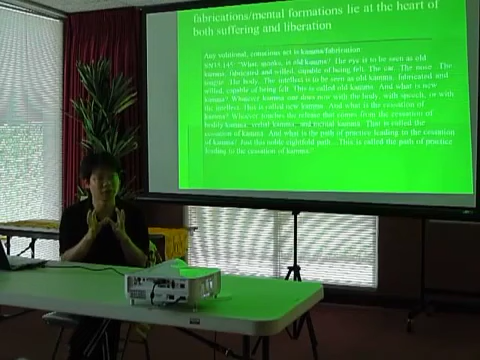 fabrications/mental formations lie at the heart of
both suffering and liberation
Any volitional, conscious act is kamma/fabrication
SN35.145: "What, monks, is old kamma? The eye is to be seen as old
kamma, fabricated and willed, capable of being felt. The ear...The nose...The
tongue...The body...The intellect is to be seen as old kamma, fabricated and
willed, capable of being felt. This is called old kamma. And what is new
kamma? Whatever kamma one does now with the body, with speech, or with
the intellect. This is called new kamma. And what is the cessation of
kamma? Whoever touches the release that comes from the cessation of
bodily kamma, verbal kamma, and mental kamma. That is called the
cessation of kamma. And what is the path of practice leading to the cessation
of kamma? Just this noble eightfold path...This is called the path of practice
leading to the cessation of kamma."